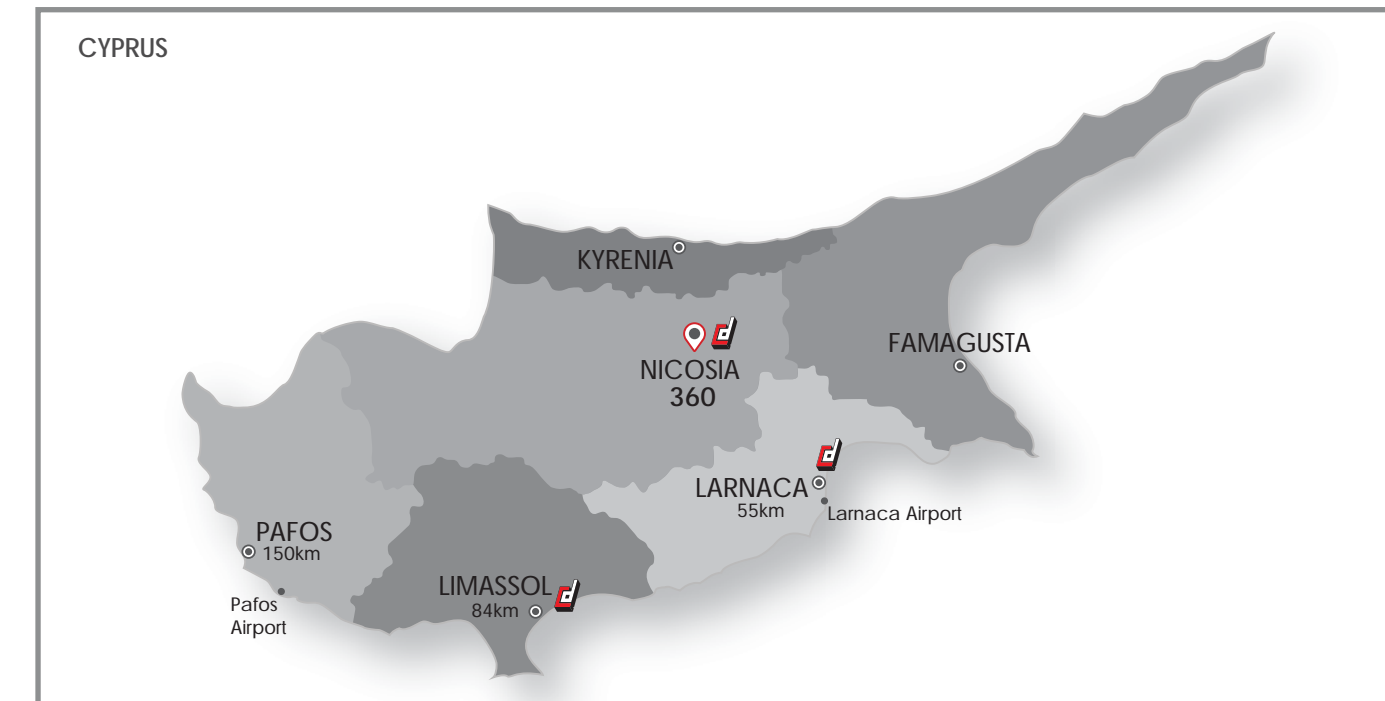 CYPRUS
KYRENIA
NICOSIA
360
FAMAGUSTA
LARNACA
55km
Larnaca Airport
PAFOS
150km
LIMASSOL
84km
Pafos
Airport